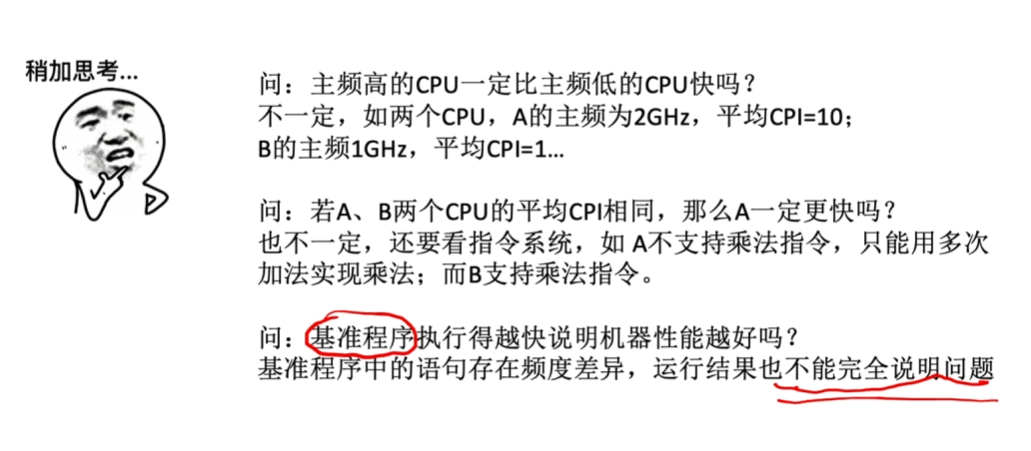 稍加思考...
问：主频高的CPU一定比主频低的CPU快吗？
不一定，如两个CPU，A的主频为2GHz，平均CPI=10；
B的主频1GHz，平均CPI=1...
问：若A、B两个CPU的平均CPI相同，那么A一定更快吗？
也不一定，还要看指令系统，如 A不支持乘法指令，只能用多次
加法实现乘法；而B支持乘法指令。
问：基准程序执行得越快说明机器性能越好吗？
基准程序中的语句存在频度差异，运行结果也不能完全说明问题